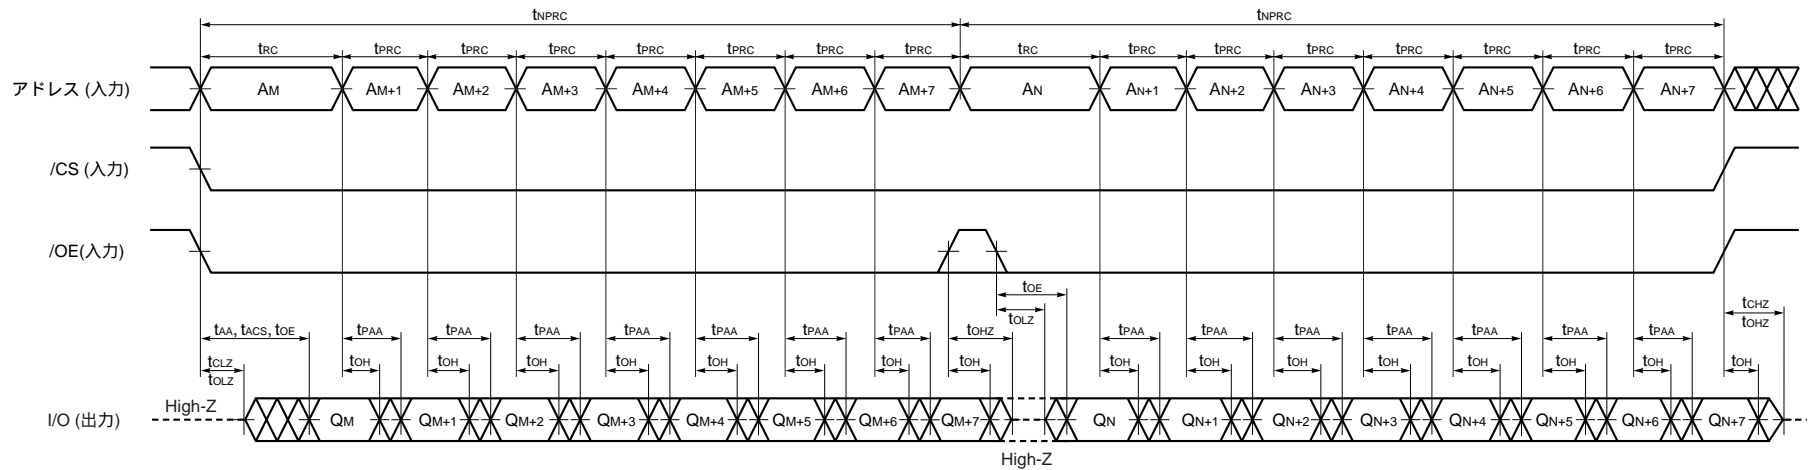 tNPRC tNPRC
tRC tPRC tPRC tPRC tPRC tPRC tPRC tPRC tRC tPRC tPRC tPRC tPRC tPRC tPRC tPRC
アドレス (入力) AM AM+1 AM+2 AM+3 AM+4 AM+5 AM+6 AM+7 AN AN+1 AN+2 AN+3 AN+4 AN+5 AN+6 AN+7
/CS (入力)
/OE(入力)
tOE
tOLZ
tCHZ
tOHZ
tAA, tACS, tOE tPAA tPAA tPAA tPAA tPAA tPAA tPAA tOHZ tPAA tPAA tPAA tPAA tPAA tPAA tPAA
tCLZ
tOLZ
tOH tOH tOH tOH tOH tOH tOH tOH tOH tOH tOH tOH tOH tOH tOH tOH
High-Z
I/O (出力) QM QM+1 QM+2 QM+3 QM+4 QM+5 QM+6 QM+7 QN QN+1 QN+2 QN+3 QN+4 QN+5 QN+6 QN+7
High-Z